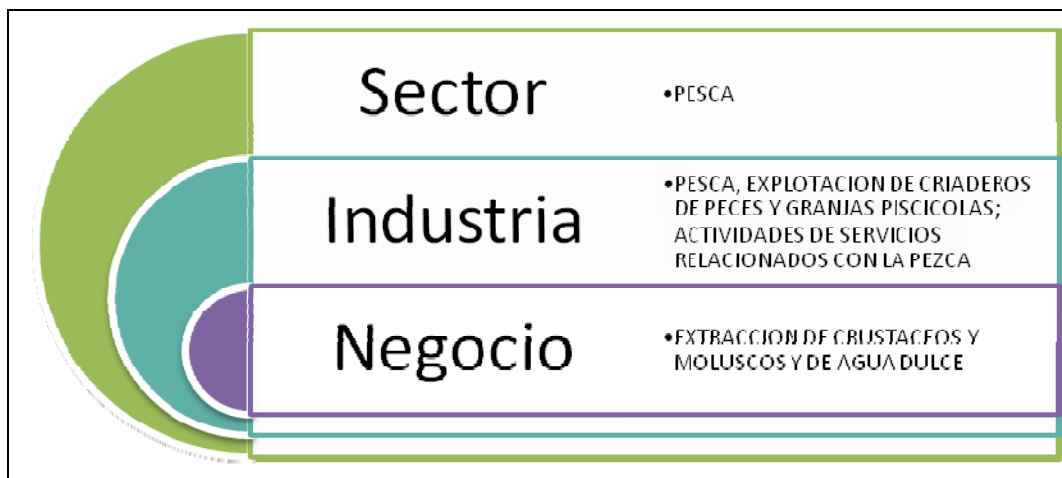 Sector
•PESCA
Industria
•PESCA, EXPLOTACION DE CRIADEROS
DE PECES Y GRANJAS PISCICOLAS;
ACTIVIDADES DE SERVICIOS
RELACIONADOS CON LA PEZCA
Negocio
•EXTRACCION DE CRUSTACEOS Y
MOLUSCOS Y DE AGUA DULCE